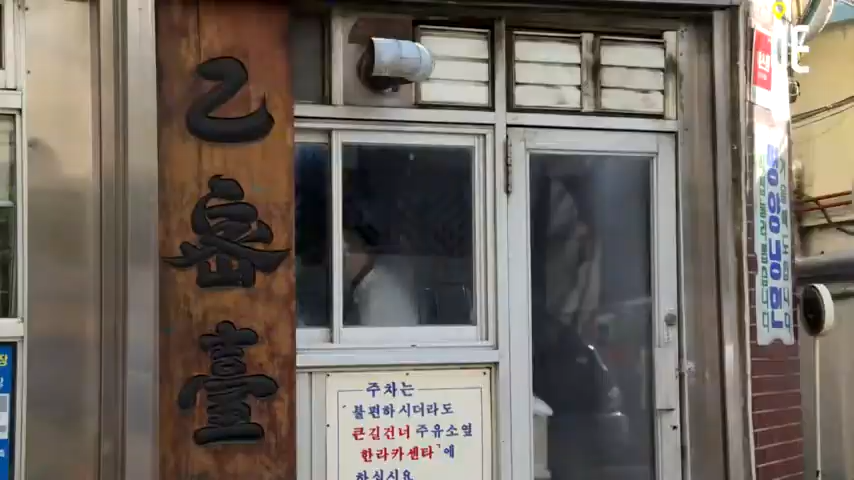 乙
密
臺
주차는
불편하시더라도
큰길건너 주유소옆
한라카센타"에
하십시요